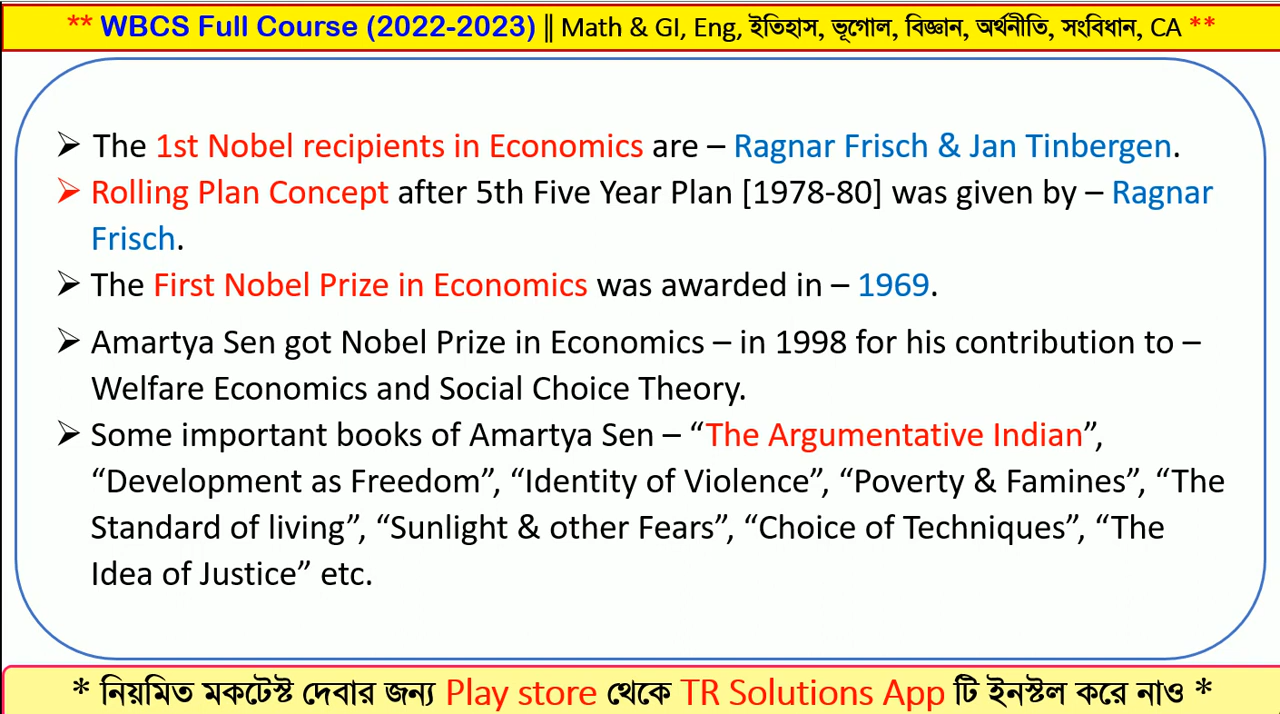 ** WBCS Full Course (2022-2023) || Math & GI, Eng, ইতিহাস, ভূগোল, বিজ্ঞান, অর্থনীতি, সংবিধান, CA **
➢ The 1st Nobel recipients in Economics are – Ragnar Frisch & Jan Tinbergen.
➢ Rolling Plan Concept after 5th Five Year Plan [1978-80] was given by – Ragnar
Frisch.
➢ The First Nobel Prize in Economics was awarded in – 1969.
➢ Amartya Sen got Nobel Prize in Economics – in 1998 for his contribution to –
Welfare Economics and Social Choice Theory.
➢ Some important books of Amartya Sen – “The Argumentative Indian”,
“Development as Freedom”, “Identity of Violence”, “Poverty & Famines”, “The
Standard of living”, “Sunlight & other Fears”, “Choice of Techniques”, “The
Idea of Justice” etc.
* নিয়মিত মকটেস্ট দেবার জন্য Play store থেকে TR Solutions App টি ইনস্টল করে নাও *